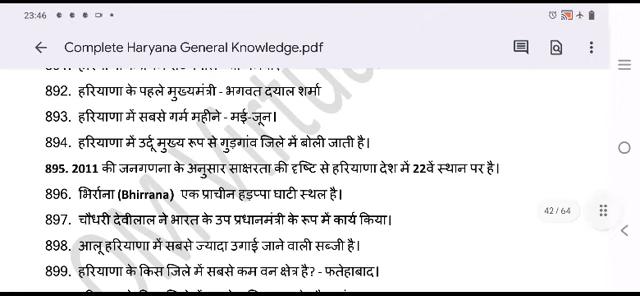 23:46
Complete Haryana General Knowledge.pdf
892. हरियाणा के पहले मुख्यमंत्री - भगवत दयाल शर्मा
893. हरियाणा में सबसे गर्म महीने - मई-जून।
894. हरियाणा में उर्दू मुख्य रूप से गुड़गांव जिले में बोली जाती है।
895. 2011 की जनगणना के अनुसार साक्षरता की दृष्टि से हरियाणा देश में 22वें स्थान पर है।
896. भिर्राना (Bhirrana) एक प्राचीन हड़प्पा घाटी स्थल है।
897. चौधरी देवीलाल ने भारत के उप प्रधानमंत्री के रूप में कार्य किया।
42 / 64
898. आलू हरियाणा में सबसे ज्यादा उगाई जाने वाली सब्जी है।
899. हरियाणा के किस जिले में सबसे कम वन क्षेत्र है? - फतेहाबाद।